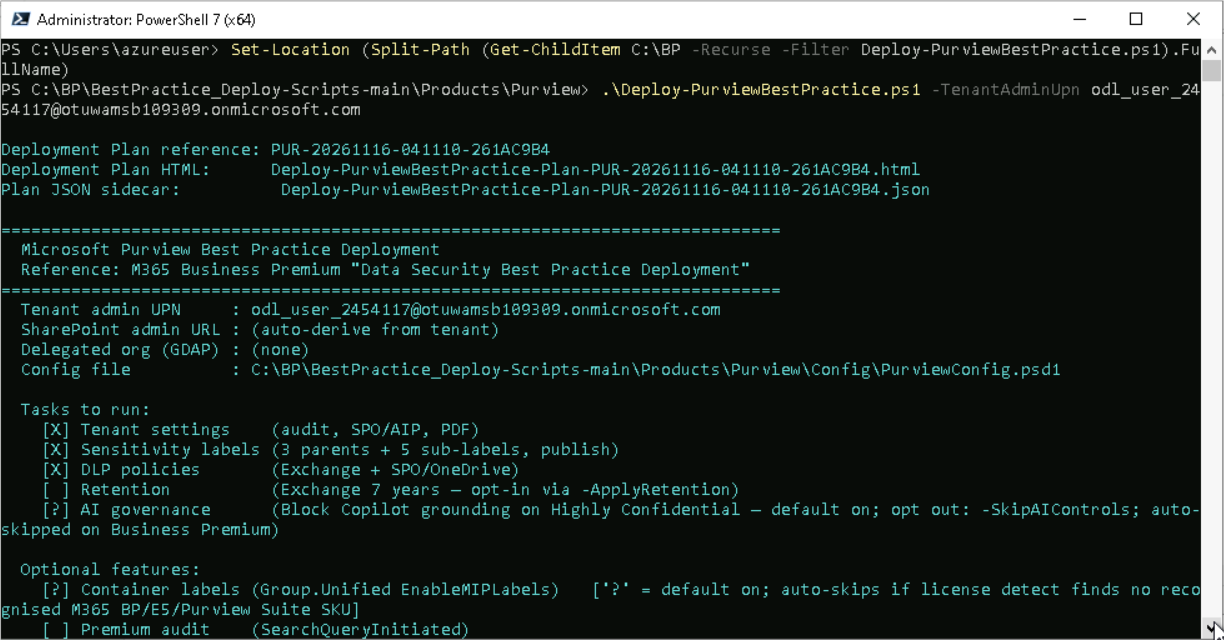 Administrator: PowerShell 7 (x64)
PS C:\Users\azureuser> Set-Location (Split-Path (Get-ChildItem C:\BP -Recurse -Filter Deploy-PurviewBestPractice.ps1).Fu
llName)
PS C:\BP\BestPractice_Deploy-Scripts-main\Products\Purview> .\Deploy-PurviewBestPractice.ps1 -TenantAdminUpn odl_user_24
54117@otuwamsb109309.onmicrosoft.com
Deployment Plan reference: PUR-20261116-041110-261AC9B4
Deployment Plan HTML:      Deploy-PurviewBestPractice-Plan-PUR-20261116-041110-261AC9B4.html
Plan JSON sidecar:          Deploy-PurviewBestPractice-Plan-PUR-20261116-041110-261AC9B4.json
==============================================================================
  Microsoft Purview Best Practice Deployment
  Reference: M365 Business Premium "Data Security Best Practice Deployment"
==============================================================================
  Tenant admin UPN     : odl_user_2454117@otuwamsb109309.onmicrosoft.com
  SharePoint admin URL : (auto-derive from tenant)
  Delegated org (GDAP) : (none)
  Config file          : C:\BP\BestPractice_Deploy-Scripts-main\Products\Purview\Config\PurviewConfig.psd1
  Tasks to run:
    [X] Tenant settings    (audit, SPO/AIP, PDF)
    [X] Sensitivity labels (3 parents + 5 sub-labels, publish)
    [X] DLP policies       (Exchange + SPO/OneDrive)
    [ ] Retention          (Exchange 7 years — opt-in via -ApplyRetention)
    [?] AI governance      (Block Copilot grounding on Highly Confidential — default on; opt out: -SkipAIControls; auto-
skipped on Business Premium)
  Optional features:
    [?] Container labels (Group.Unified EnableMIPLabels)   ['?' = default on; auto-skips if license detect finds no reco
gnised M365 BP/E5/Purview Suite SKU]
    [ ] Premium audit    (SearchQueryInitiated)